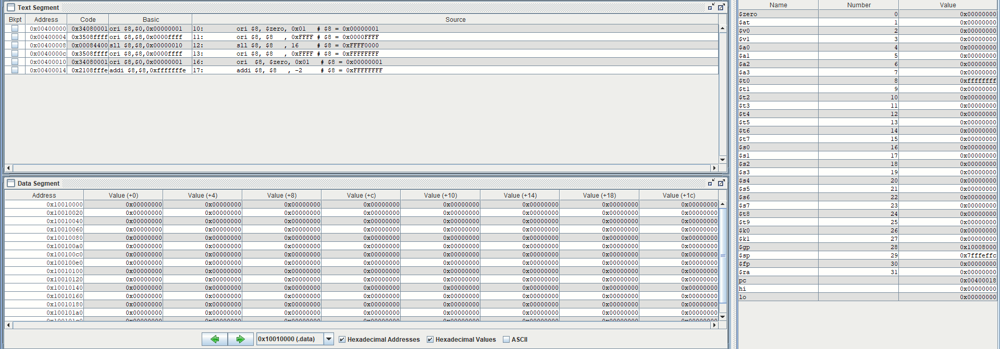 Text Segment
Bkpt Address Code Basic Source
0x00400000 0x34080001 ori $8,$0,0x00000001 10: ori $8, $zero, 0x01 # $8 = 0x00000001
0x00400004 0x3508ffff ori $8,$8,0x0000ffff 11: ori $8, $8 , 0xFFFF # $8 = 0x0000FFFF
0x00400008 0x00084400 sll $8,$8,0x00000010 12: sll $8, $8 , 16 # $8 = 0xFFFF0000
0x0040000c 0x3508ffff ori $8,$8,0x0000ffff 13: ori $8, $8 , 0xFFFF # $8 = 0xFFFFFFFF
0x00400010 0x34080001 ori $8,$0,0x00000001 16: ori $8, $zero, 0x01 # $8 = 0x00000001
0x00400014 0x2108fffe addi $8,$8,0xfffffffe 17: addi $8, $8 , -2 # $8 = 0xFFFFFFFF
Data Segment
Address Value (+0) Value (+4) Value (+8) Value (+c) Value (+10) Value (+14) Value (+18) Value (+1c)
0x10010000 0x00000000 0x00000000 0x00000000 0x00000000 0x00000000 0x00000000 0x00000000 0x00000000
0x10010020 0x00000000 0x00000000 0x00000000 0x00000000 0x00000000 0x00000000 0x00000000 0x00000000
0x10010040 0x00000000 0x00000000 0x00000000 0x00000000 0x00000000 0x00000000 0x00000000 0x00000000
0x10010060 0x00000000 0x00000000 0x00000000 0x00000000 0x00000000 0x00000000 0x00000000 0x00000000
0x10010080 0x00000000 0x00000000 0x00000000 0x00000000 0x00000000 0x00000000 0x00000000 0x00000000
0x100100a0 0x00000000 0x00000000 0x00000000 0x00000000 0x00000000 0x00000000 0x00000000 0x00000000
0x100100c0 0x00000000 0x00000000 0x00000000 0x00000000 0x00000000 0x00000000 0x00000000 0x00000000
0x100100e0 0x00000000 0x00000000 0x00000000 0x00000000 0x00000000 0x00000000 0x00000000 0x00000000
0x10010100 0x00000000 0x00000000 0x00000000 0x00000000 0x00000000 0x00000000 0x00000000 0x00000000
0x10010120 0x00000000 0x00000000 0x00000000 0x00000000 0x00000000 0x00000000 0x00000000 0x00000000
0x10010140 0x00000000 0x00000000 0x00000000 0x00000000 0x00000000 0x00000000 0x00000000 0x00000000
0x10010160 0x00000000 0x00000000 0x00000000 0x00000000 0x00000000 0x00000000 0x00000000 0x00000000
0x10010180 0x00000000 0x00000000 0x00000000 0x00000000 0x00000000 0x00000000 0x00000000 0x00000000
0x100101a0 0x00000000 0x00000000 0x00000000 0x00000000 0x00000000 0x00000000 0x00000000 0x00000000
0x10010000 (.data) Hexadecimal Addresses Hexadecimal Values ASCII
Name Number Value
$zero 0 0x00000000
$at 1 0x00000000
$v0 2 0x00000000
$v1 3 0x00000000
$a0 4 0x00000000
$a1 5 0x00000000
$a2 6 0x00000000
$a3 7 0x00000000
$t0 8 0xffffffff
$t1 9 0x00000000
$t2 10 0x00000000
$t3 11 0x00000000
$t4 12 0x00000000
$t5 13 0x00000000
$t6 14 0x00000000
$t7 15 0x00000000
$s0 16 0x00000000
$s1 17 0x00000000
$s2 18 0x00000000
$s3 19 0x00000000
$s4 20 0x00000000
$s5 21 0x00000000
$s6 22 0x00000000
$s7 23 0x00000000
$t8 24 0x00000000
$t9 25 0x00000000
$k0 26 0x00000000
$k1 27 0x00000000
$gp 28 0x10008000
$sp 29 0x7fffeffc
$fp 30 0x00000000
$ra 31 0x00000000
pc 0x00400018
hi 0x00000000
lo 0x00000000